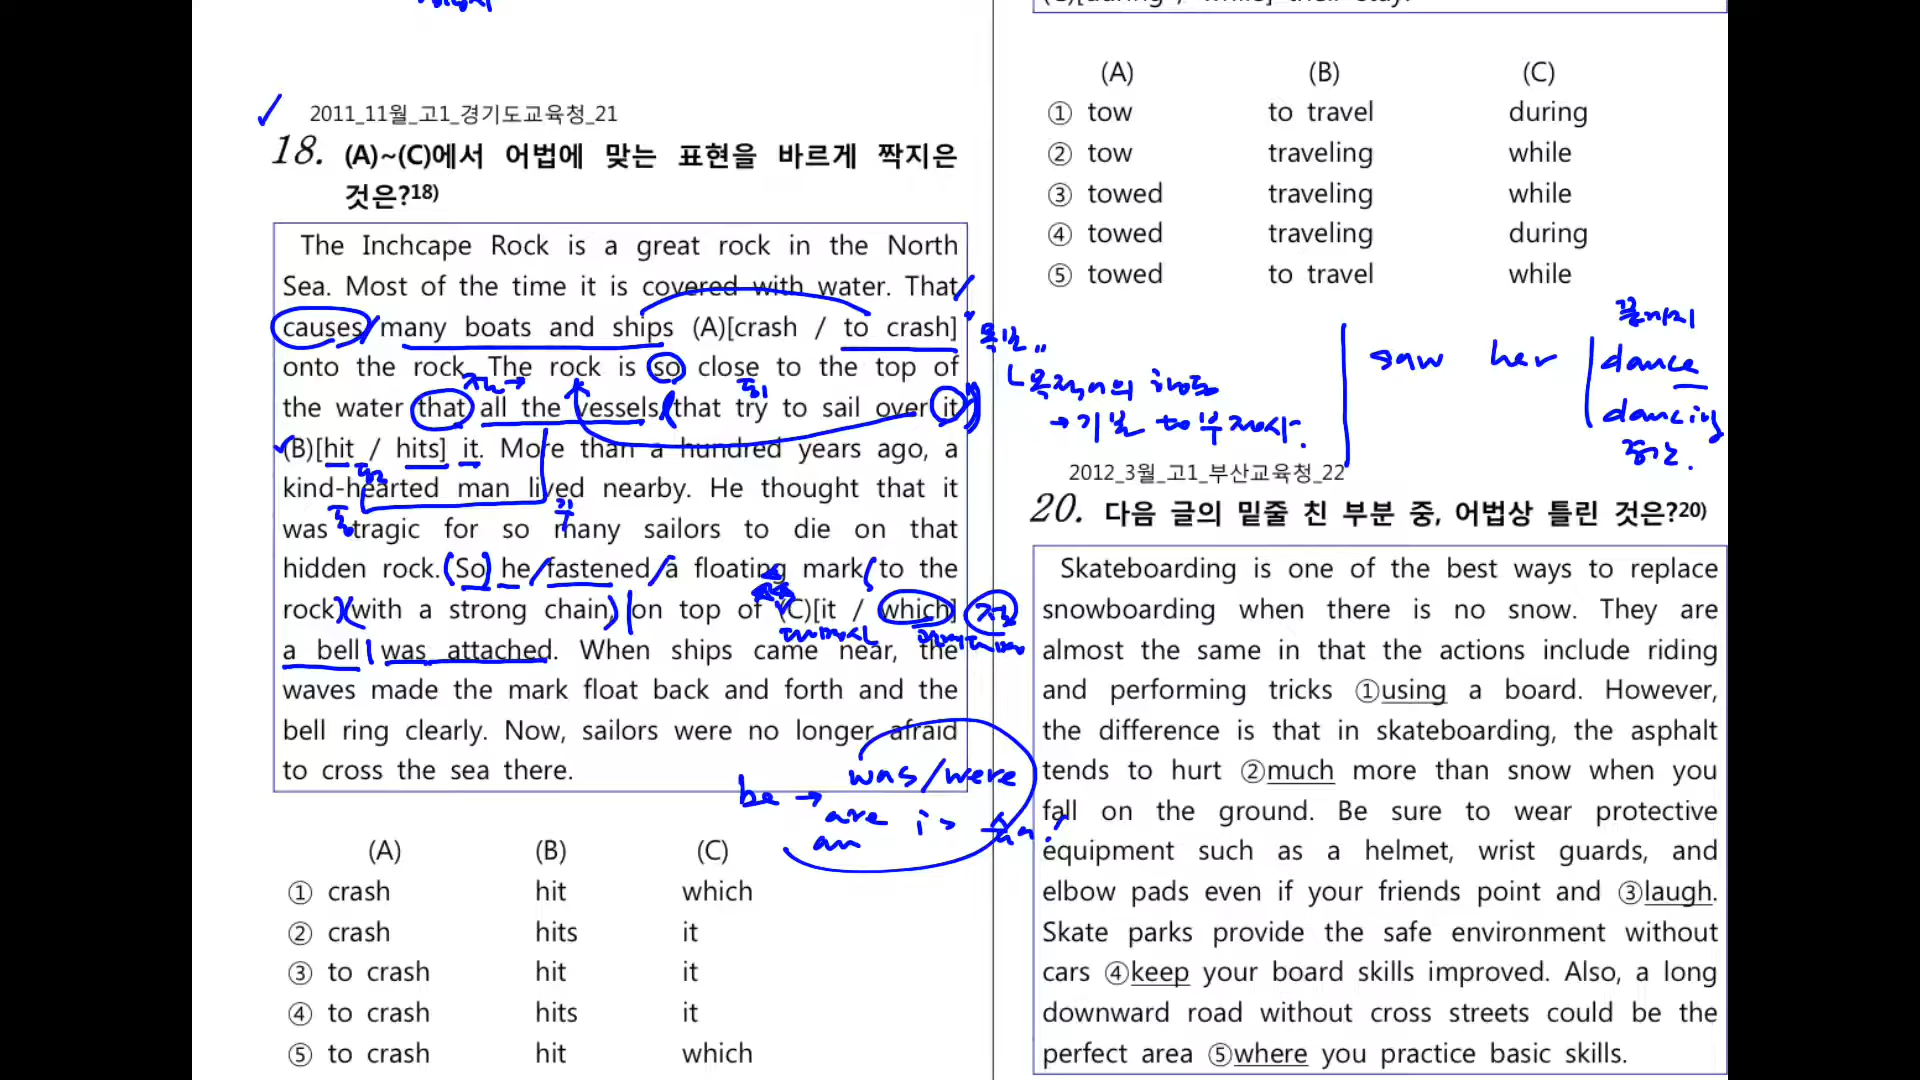 2011_11월_고1_경기도교육청_21
18. (A)~(C)에서 어법에 맞는 표현을 바르게 짝지은
것은?18)
The Inchcape Rock is a great rock in the North
Sea. Most of the time it is covered with water. That
causes many boats and ships (A)[crash / to crash]
onto the rock. The rock is so close to the top of
the water that all the vessels that try to sail over it
(B)[hit / hits] it. More than a hundred years ago, a
kind-hearted man lived nearby. He thought that it
was tragic for so many sailors to die on that
hidden rock. So he fastened a floating mark to the
rock with a strong chain, on top of (C)[it / which]
a bell was attached. When ships came near, the
waves made the mark float back and forth and the
bell ring clearly. Now, sailors were no longer afraid
to cross the sea there.
was/were
be → are is
am
(A) (B) (C)
① crash hit which
② crash hits it
③ to crash hit it
④ to crash hits it
⑤ to crash hit which
(C)[during / while] their stay.
(A) (B) (C)
① tow to travel during
② tow traveling while
③ towed traveling while
④ towed traveling during
⑤ towed to travel while
끝까지
saw her dance
dancing
2012_3월_고1_부산교육청_22
20. 다음 글의 밑줄 친 부분 중, 어법상 틀린 것은?20)
Skateboarding is one of the best ways to replace
snowboarding when there is no snow. They are
almost the same in that the actions include riding
and performing tricks ①using a board. However,
the difference is that in skateboarding, the asphalt
tends to hurt ②much more than snow when you
fall on the ground. Be sure to wear protective
equipment such as a helmet, wrist guards, and
elbow pads even if your friends point and ③laugh.
Skate parks provide the safe environment without
cars ④keep your board skills improved. Also, a long
downward road without cross streets could be the
perfect area ⑤where you practice basic skills.